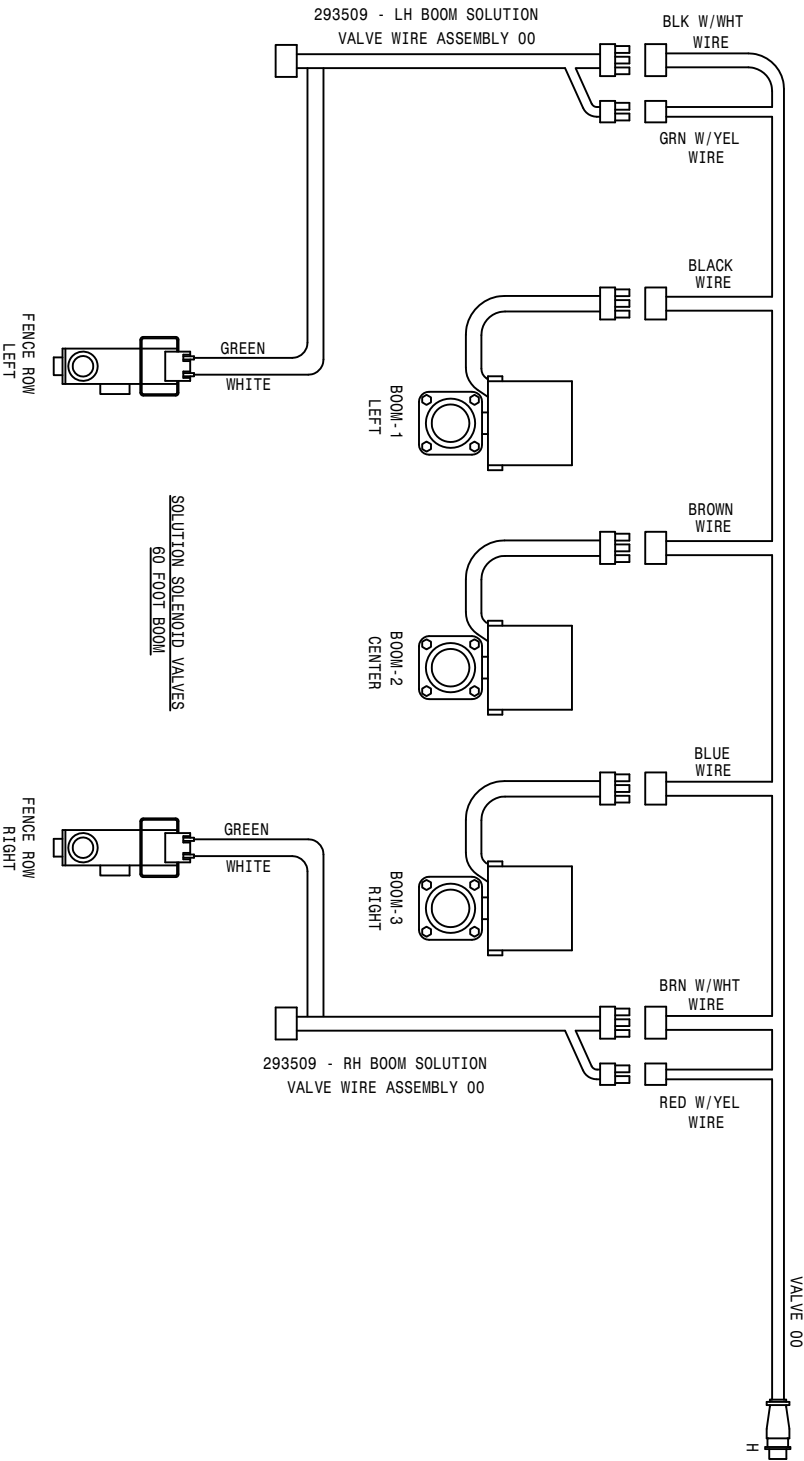 293509 - LH BOOM SOLUTION
VALVE WIRE ASSEMBLY 00
BLK W/WHT
WIRE
GRN W/YEL
WIRE
BLACK
WIRE
GREEN
WHITE
FENCE ROW
LEFT
BOOM-1
LEFT
BROWN
WIRE
SOLUTION SOLENOID VALVES
60 FOOT BOOM
BOOM-2
CENTER
BLUE
WIRE
FENCE ROW
RIGHT
GREEN
WHITE
BOOM-3
RIGHT
BRN W/WHT
WIRE
293509 - RH BOOM SOLUTION
VALVE WIRE ASSEMBLY 00
RED W/YEL
WIRE
VALVE 00
H